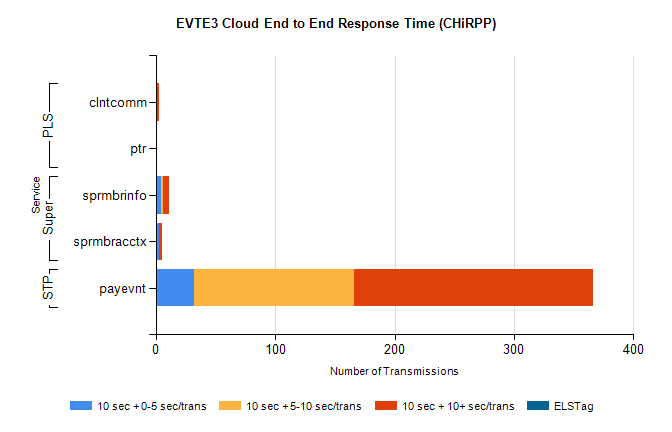 EVTE3 Cloud End to End Response Time (CHiRPP)
Service
PLS
clntcomm
ptr
Super
sprmbrinfo
sprmbracctx
STP
payevnt
0 100 200 300 400
Number of Transmissions
10 sec +0-5 sec/trans 10 sec +5-10 sec/trans 10 sec + 10+ sec/trans ELSTag